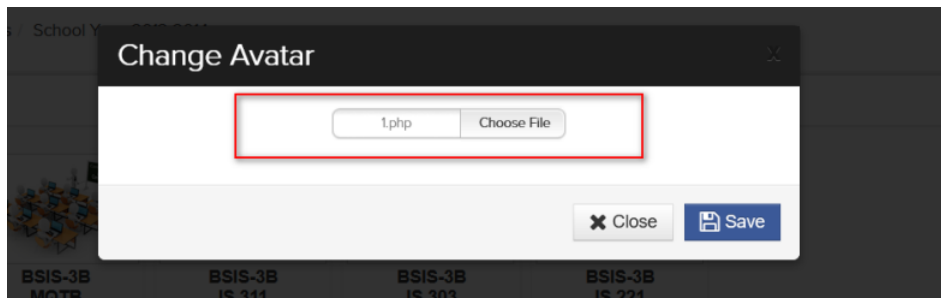 / School
Change Avatar
x
1.php Choose File
Close Save
BSIS-3B BSIS-3B BSIS-3B BSIS-3B
IS 311 IS 303 IS 221